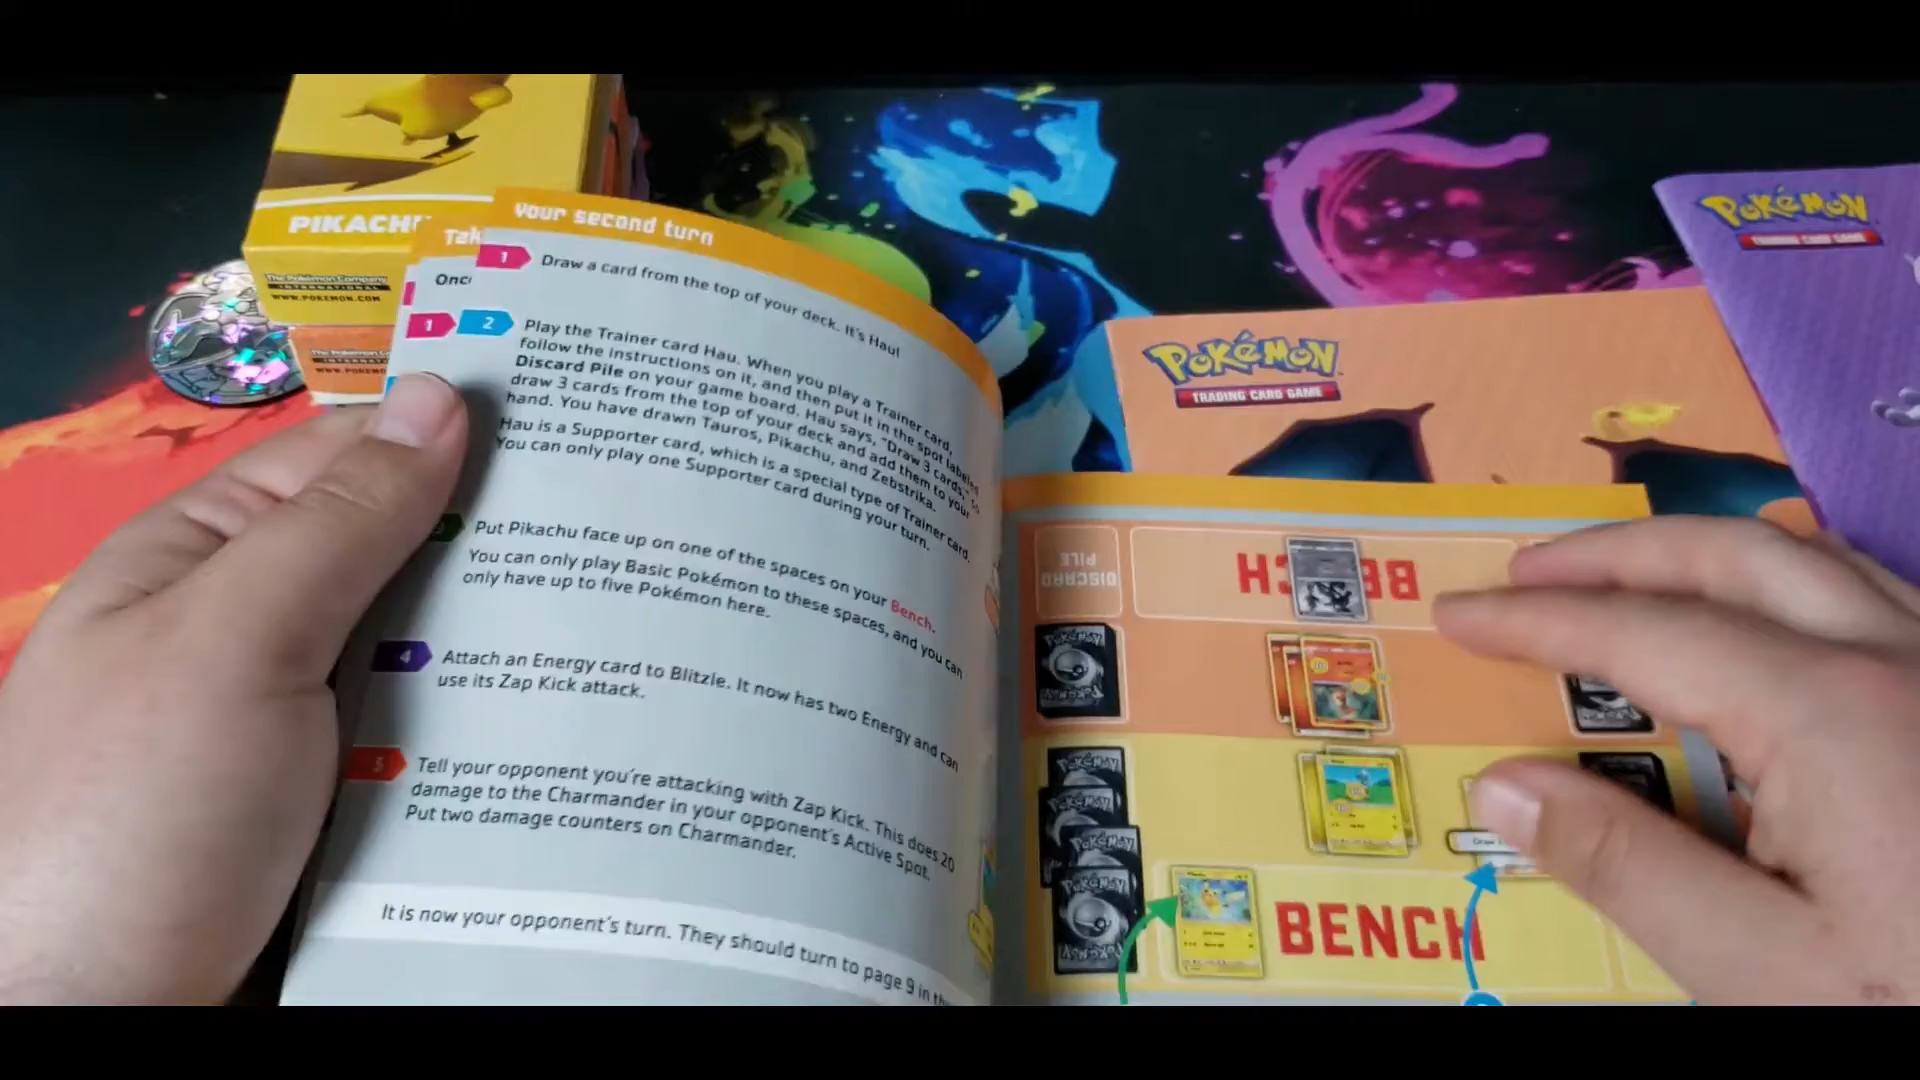 PIKACHU
The Pokémon Company
INTERNATIONAL
WWW.POKEMON.COM
The Pokémon
Your second turn
1 Draw a card from the top of your deck. It's Hau!
1
2 Play the Trainer card Hau. When you play a Trainer card,
follow the instructions on it, and then put it in the spot labeled
Discard Pile on your game board. Hau says, "Draw 3 cards," so
draw 3 cards from the top of your deck and add them to your
hand. You have drawn Tauros, Pikachu, and Zebstrika.
Hau is a Supporter card, which is a special type of Trainer card.
You can only play one Supporter card during your turn.
Put Pikachu face up on one of the spaces on your Bench.
You can only play Basic Pokémon to these spaces, and you can
only have up to five Pokémon here.
4 Attach an Energy card to Blitzle. It now has two Energy and can
use its Zap Kick attack.
5 Tell your opponent you're attacking with Zap Kick. This does 20
damage to the Charmander in your opponent's Active Spot.
Put two damage counters on Charmander.
It is now your opponent's turn. They should turn to page 9 in
POKéMON
TRADING CARD GAME
POKéMON
TRADING CARD GAME
DISCARD
PILE
BENCH
POKéMON
POKéMON
POKéMON
POKéMON
BENCH